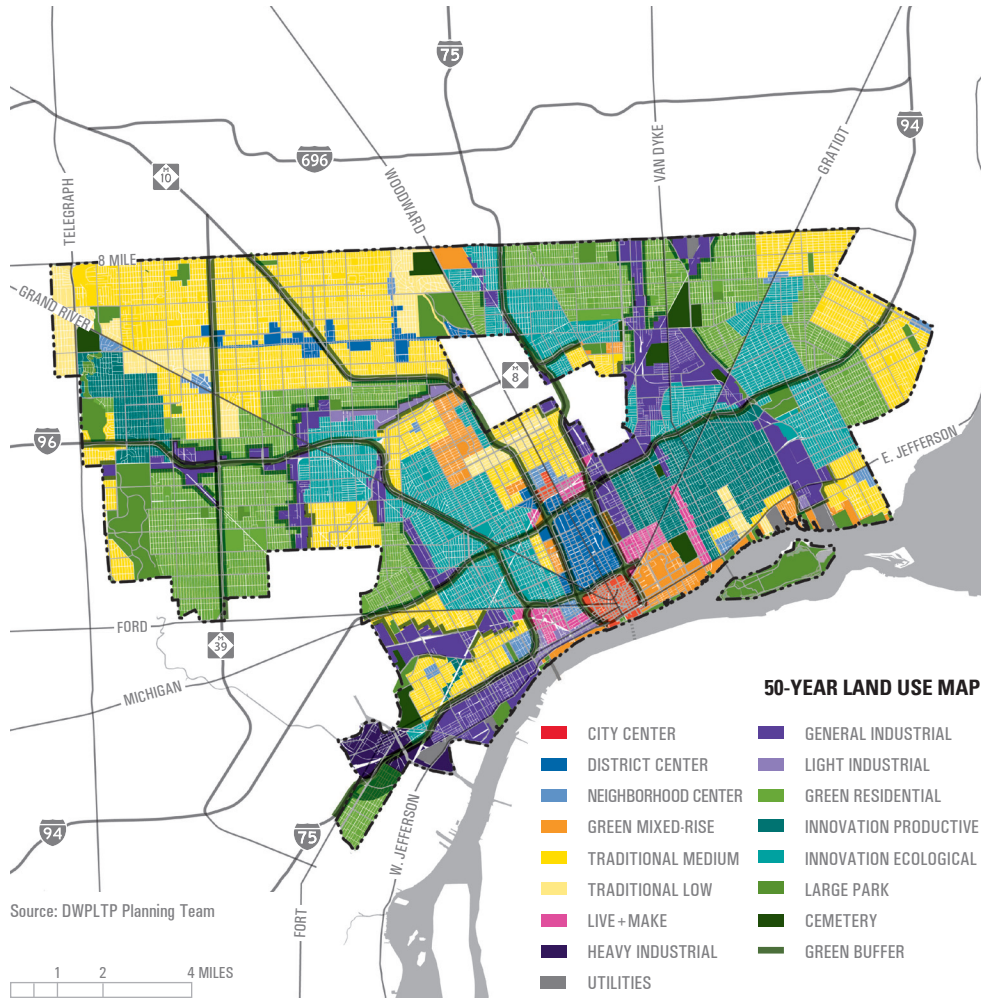 75
94
696
M
10
WOODWARD
VAN DYKE
GRATIOT
TELEGRAPH
8 MILE
GRAND RIVER
M
8
96
E. JEFFERSON
FORD
M
39
MICHIGAN
94
75
W. JEFFERSON
FORT
50-YEAR LAND USE MAP
CITY CENTER
DISTRICT CENTER
NEIGHBORHOOD CENTER
GREEN MIXED-RISE
TRADITIONAL MEDIUM
TRADITIONAL LOW
LIVE+MAKE
HEAVY INDUSTRIAL
UTILITIES
GENERAL INDUSTRIAL
LIGHT INDUSTRIAL
GREEN RESIDENTIAL
INNOVATION PRODUCTIVE
INNOVATION ECOLOGICAL
LARGE PARK
CEMETERY
GREEN BUFFER
Source: DWPLTP Planning Team
1 2 4 MILES